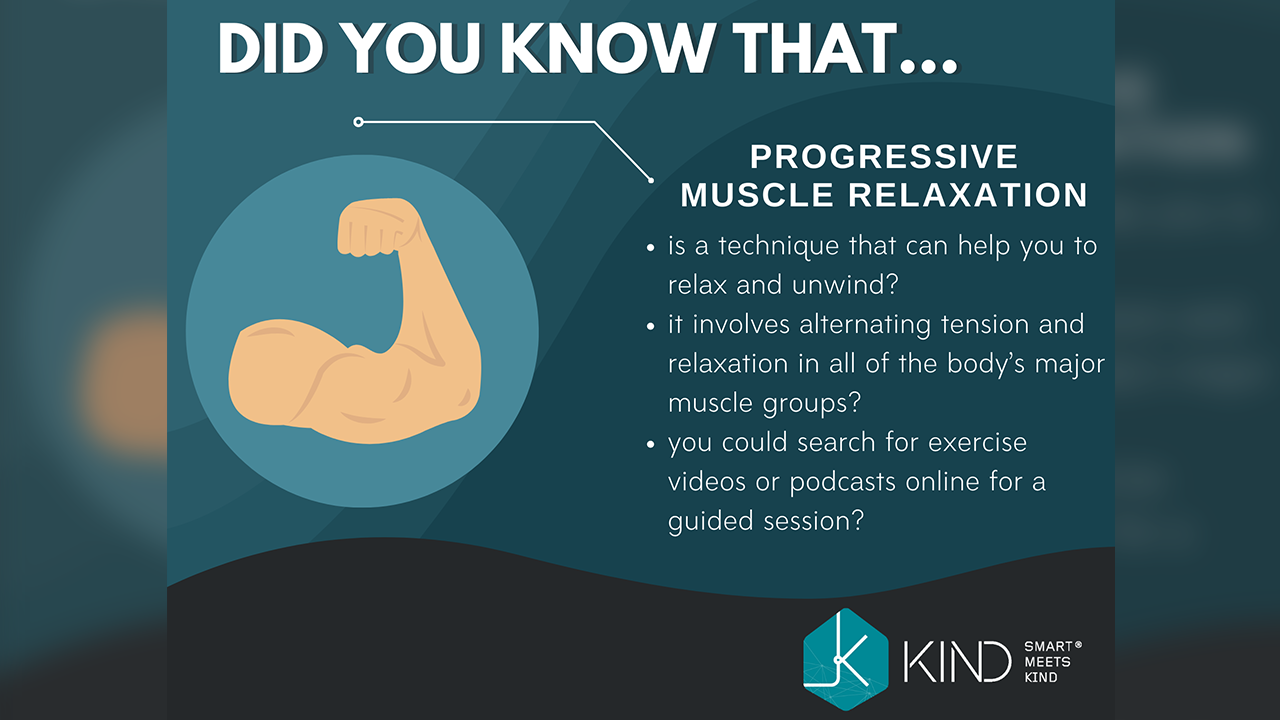 DID YOU KNOW THAT...
PROGRESSIVE
MUSCLE RELAXATION
• is a technique that can help you to
relax and unwind?
• it involves alternating tension and
relaxation in all of the body's major
muscle groups?
• you could search for exercise
videos or podcasts online for a
guided session?
KIND
SMART®
MEETS
KIND